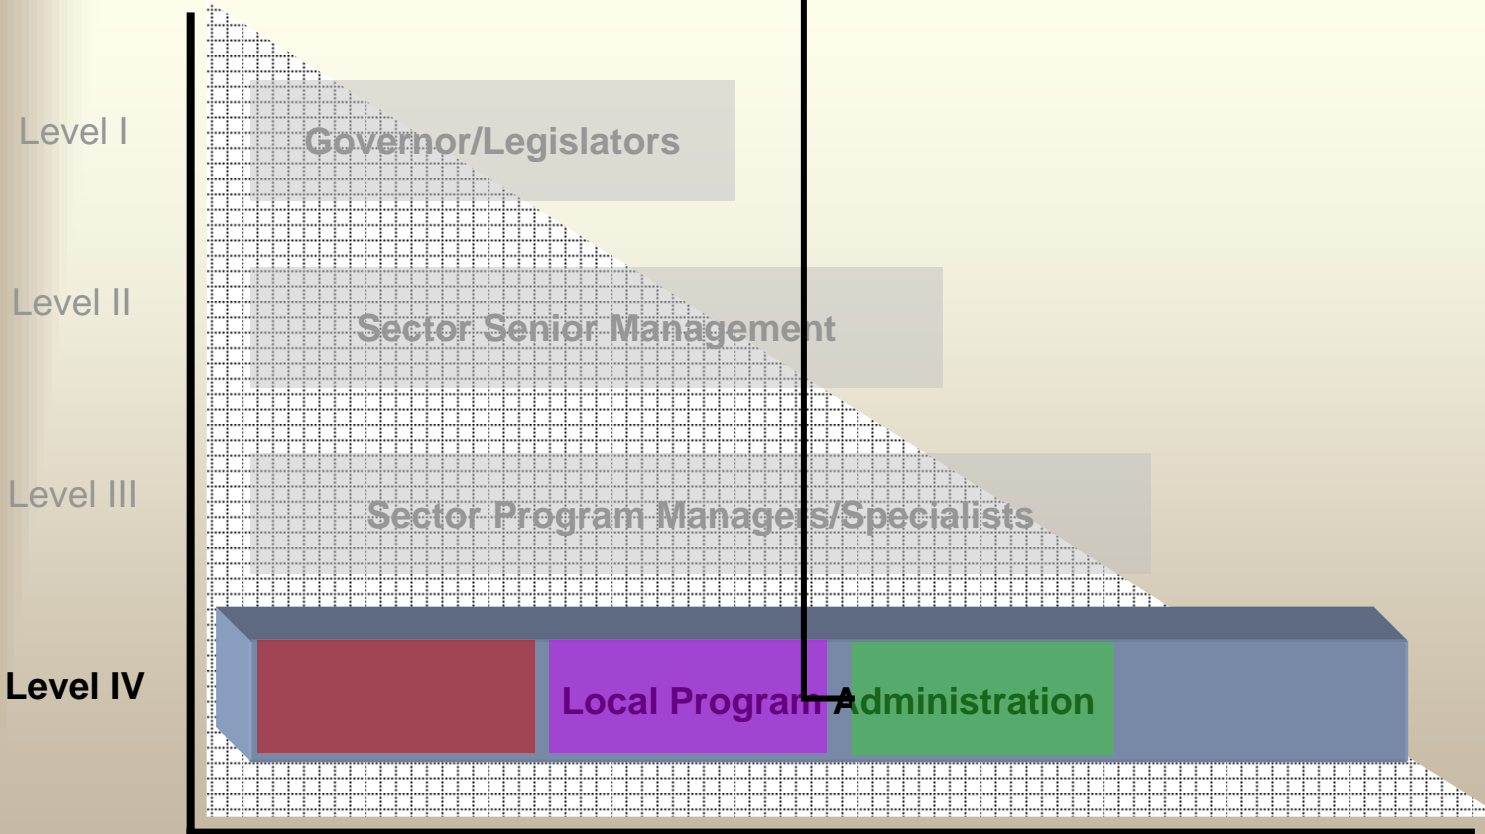 Level I
Governor/Legislators
Level II
Sector Senior Management
Level III
Sector Program Managers/Specialists
Level IV
Local Program Administration